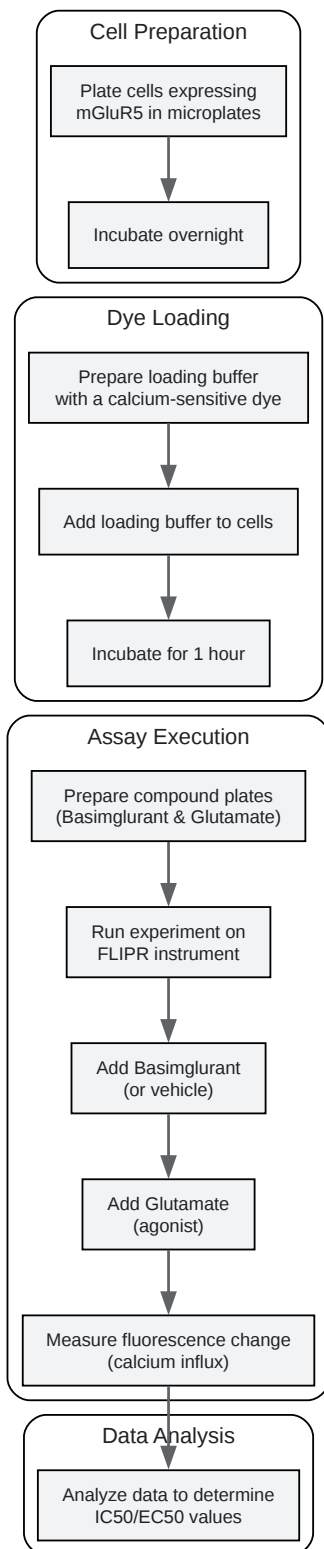 Cell Preparation
Plate cells expressing
mGluR5 in microplates
Incubate overnight
Dye Loading
Prepare loading buffer
with a calcium-sensitive dye
Add loading buffer to cells
Incubate for 1 hour
Assay Execution
Prepare compound plates
(Basimglurant & Glutamate)
Run experiment on
FLIPR instrument
Add Basimglurant
(or vehicle)
Add Glutamate
(agonist)
Measure fluorescence change
(calcium influx)
Data Analysis
Analyze data to determine
IC50/EC50 values